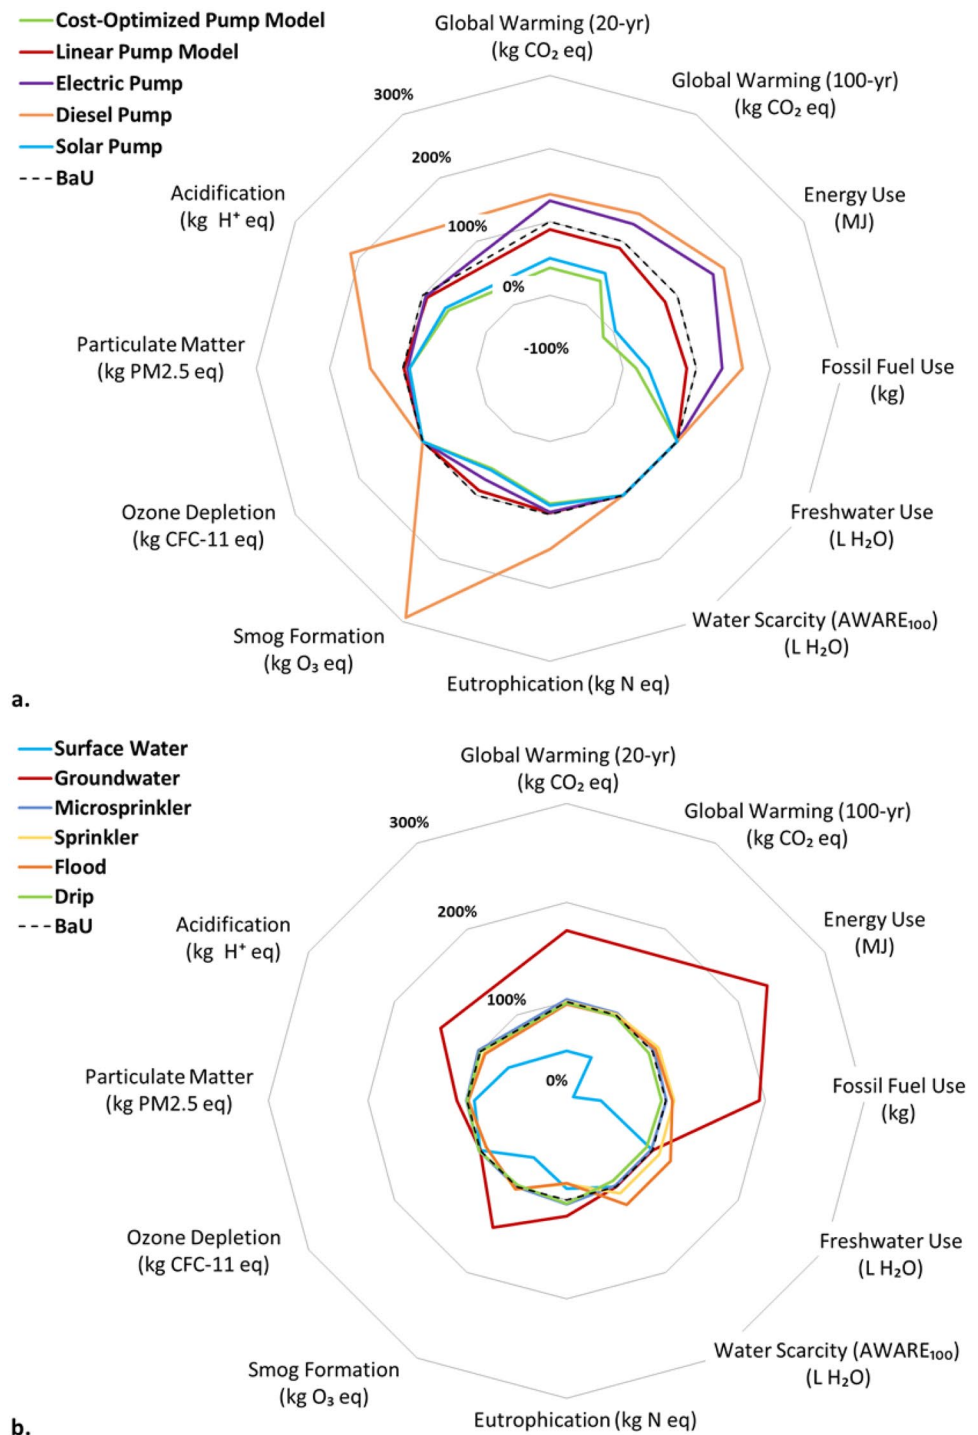 Cost-Optimized Pump Model
Linear Pump Model
Electric Pump
Diesel Pump
Solar Pump
BaU
Global Warming (20-yr)
(kg CO₂ eq)
Global Warming (100-yr)
(kg CO₂ eq)
Energy Use
(MJ)
Fossil Fuel Use
(kg)
Freshwater Use
(L H₂O)
Water Scarcity (AWARE₁₀₀)
(L H₂O)
Eutrophication (kg N eq)
Smog Formation
(kg O₃ eq)
Ozone Depletion
(kg CFC-11 eq)
Particulate Matter
(kg PM2.5 eq)
Acidification
(kg H⁺ eq)
300%
200%
100%
0%
-100%
a.
Surface Water
Groundwater
Microsprinkler
Sprinkler
Flood
Drip
BaU
Global Warming (20-yr)
(kg CO₂ eq)
Global Warming (100-yr)
(kg CO₂ eq)
Energy Use
(MJ)
Fossil Fuel Use
(kg)
Freshwater Use
(L H₂O)
Water Scarcity (AWARE₁₀₀)
(L H₂O)
Eutrophication (kg N eq)
Smog Formation
(kg O₃ eq)
Ozone Depletion
(kg CFC-11 eq)
Particulate Matter
(kg PM2.5 eq)
Acidification
(kg H⁺ eq)
300%
200%
100%
0%
b.